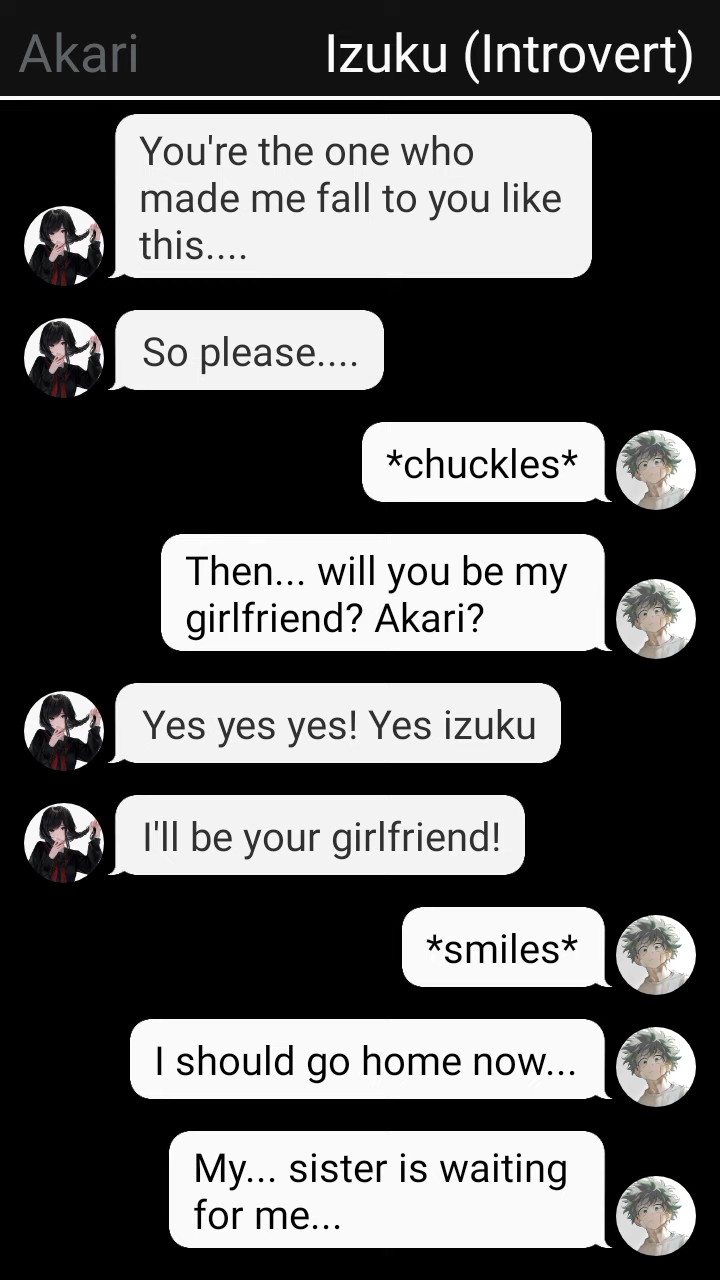 Akari
Izuku (Introvert)
You're the one who
made me fall to you like
this....
So please....
*chuckles*
Then... will you be my
girlfriend? Akari?
Yes yes yes! Yes izuku
I'll be your girlfriend!
*smiles*
I should go home now...
My... sister is waiting
for me...